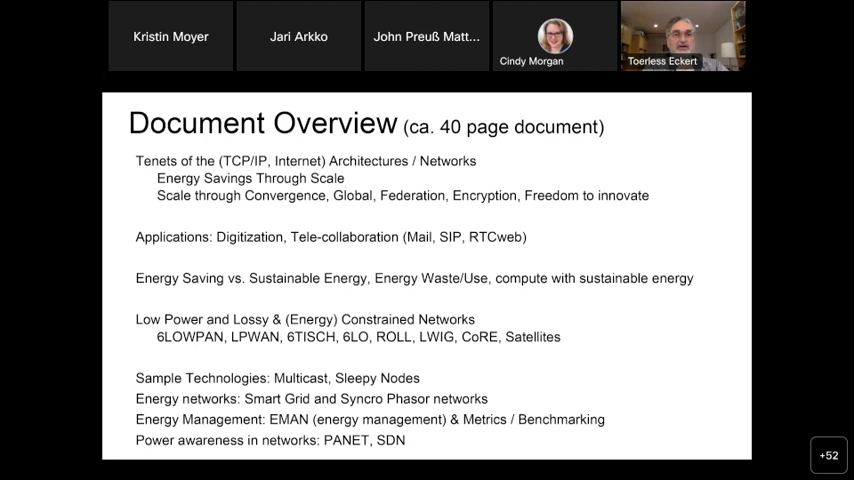 Kristin Moyer
Jari Arkko
John Preuß Matt...
Cindy Morgan
Toerless Eckert
Document Overview (ca. 40 page document)
Tenets of the (TCP/IP, Internet) Architectures / Networks
Energy Savings Through Scale
Scale through Convergence, Global, Federation, Encryption, Freedom to innovate
Applications: Digitization, Tele-collaboration (Mail, SIP, RTCweb)
Energy Saving vs. Sustainable Energy, Energy Waste/Use, compute with sustainable energy
Low Power and Lossy & (Energy) Constrained Networks
6LOWPAN, LPWAN, 6TISCH, 6LO, ROLL, LWIG, CoRE, Satellites
Sample Technologies: Multicast, Sleepy Nodes
Energy networks: Smart Grid and Syncro Phasor networks
Energy Management: EMAN (energy management) & Metrics / Benchmarking
Power awareness in networks: PANET, SDN
+52